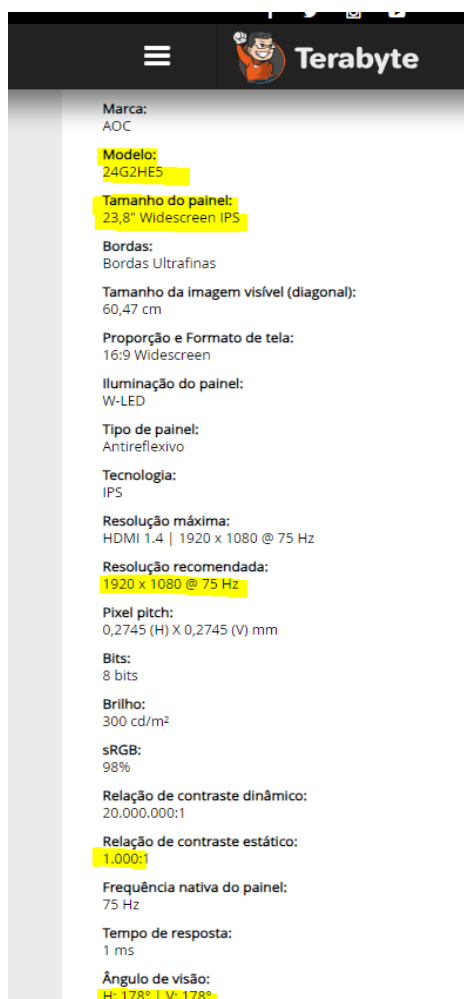 Terabyte
Marca:
AOC
Modelo:
24G2HE5
Tamanho do painel:
23,8" Widescreen IPS
Bordas:
Bordas Ultrafinas
Tamanho da imagem visível (diagonal):
60,47 cm
Proporção e Formato de tela:
16:9 Widescreen
Iluminação do painel:
W-LED
Tipo de painel:
Antireflexivo
Tecnologia:
IPS
Resolução máxima:
HDMI 1.4 | 1920 x 1080 @ 75 Hz
Resolução recomendada:
1920 x 1080 @ 75 Hz
Pixel pitch:
0,2745 (H) X 0,2745 (V) mm
Bits:
8 bits
Brilho:
300 cd/m²
sRGB:
98%
Relação de contraste dinâmico:
20.000.000:1
Relação de contraste estático:
1.000:1
Frequência nativa do painel:
75 Hz
Tempo de resposta:
1 ms
Ângulo de visão:
H: 178° | V: 178°